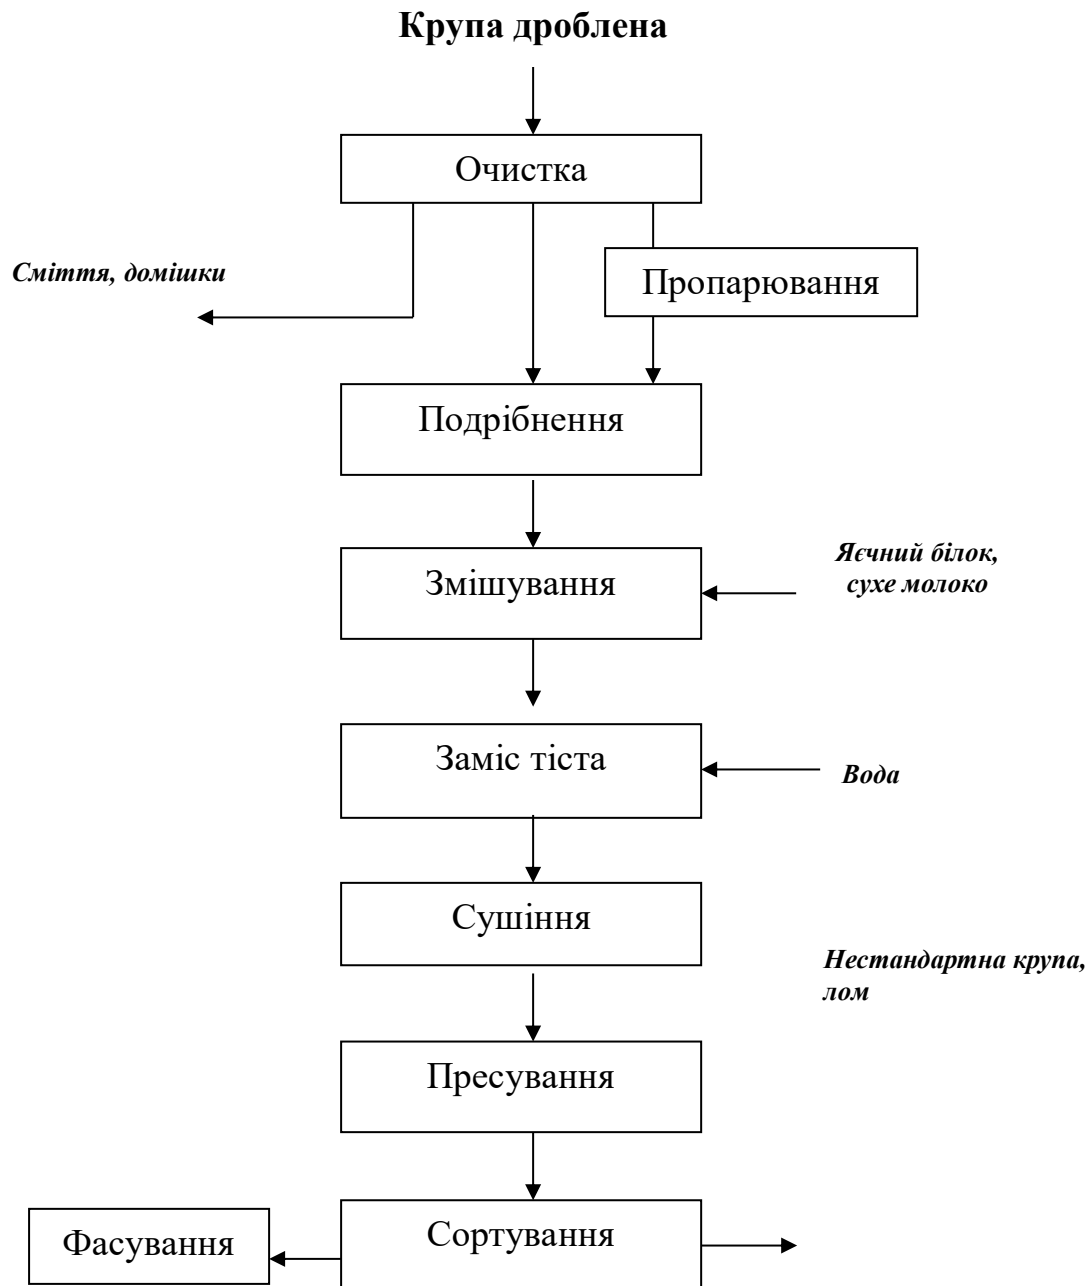 Крупа дроблена
Очистка
Сміття, домішки
Пропарювання
Подрібнення
Яєчний білок,
сухе молоко
Змішування
Заміс тіста
Вода
Сушіння
Нестандартна крупа,
лом
Пресування
Фасування
Сортування